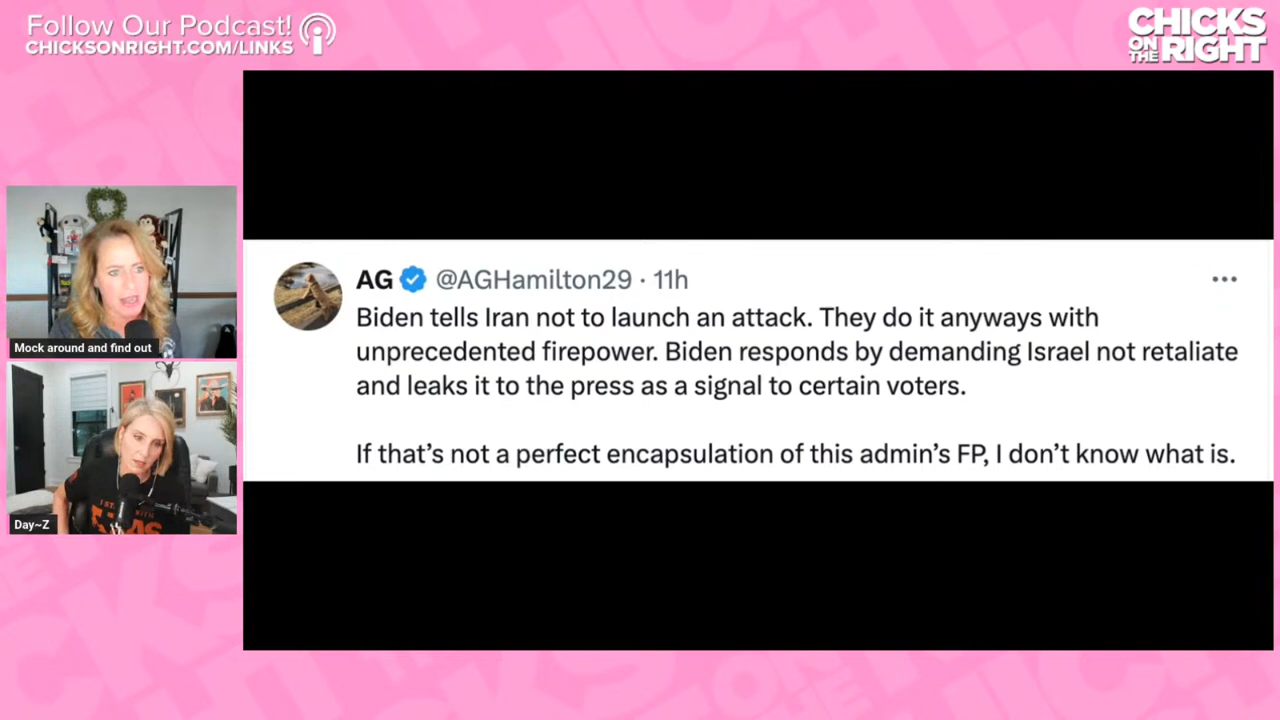 Follow Our Podcast!
CHICKSONRIGHT.COM/LINKS
CHICKS
ON THE RIGHT
Mock around and find out
Day~Z
AG @AGHamilton29 · 11h
Biden tells Iran not to launch an attack. They do it anyways with
unprecedented firepower. Biden responds by demanding Israel not retaliate
and leaks it to the press as a signal to certain voters.
If that’s not a perfect encapsulation of this admin’s FP, I don’t know what is.